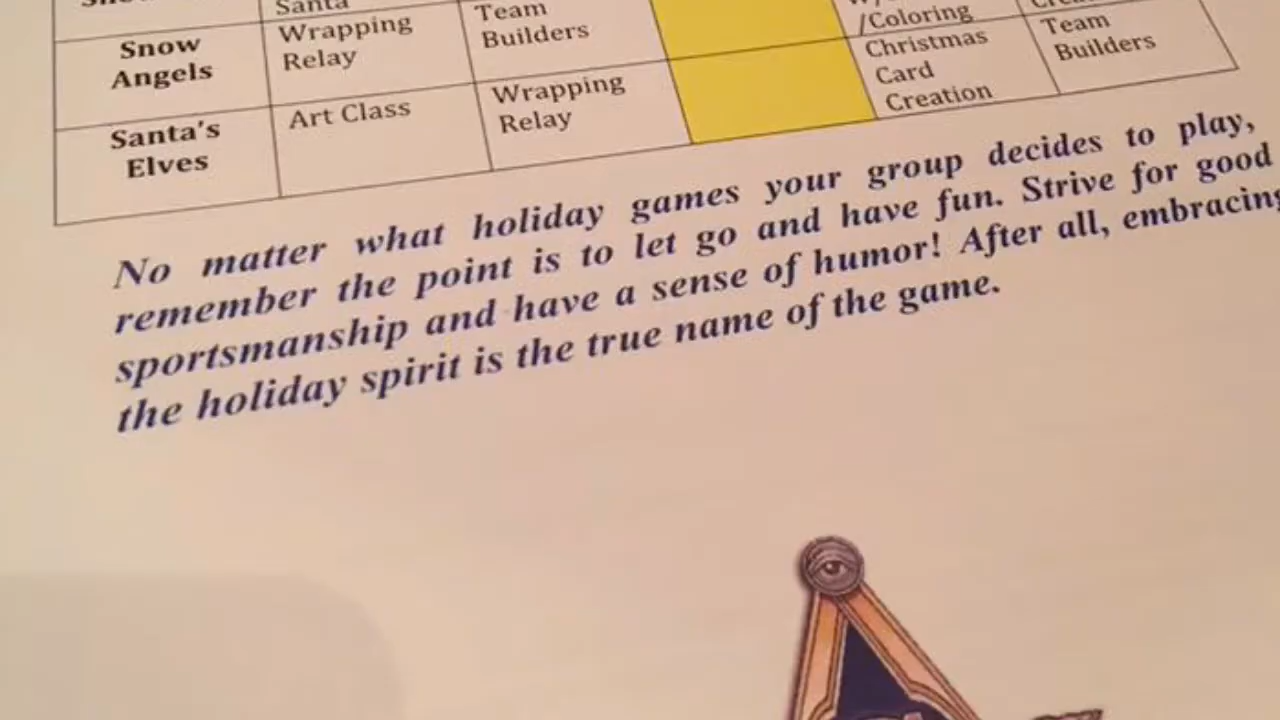 Santa
Team
Builders
/Coloring
Snow
Angels
Wrapping
Relay
Christmas
Card
Creation
Team
Builders
Santa's
Elves
Art Class
Wrapping
Relay
No matter what holiday games your group decides to play,
remember the point is to let go and have fun. Strive for good
sportsmanship and have a sense of humor! After all, embracing
the holiday spirit is the true name of the game.